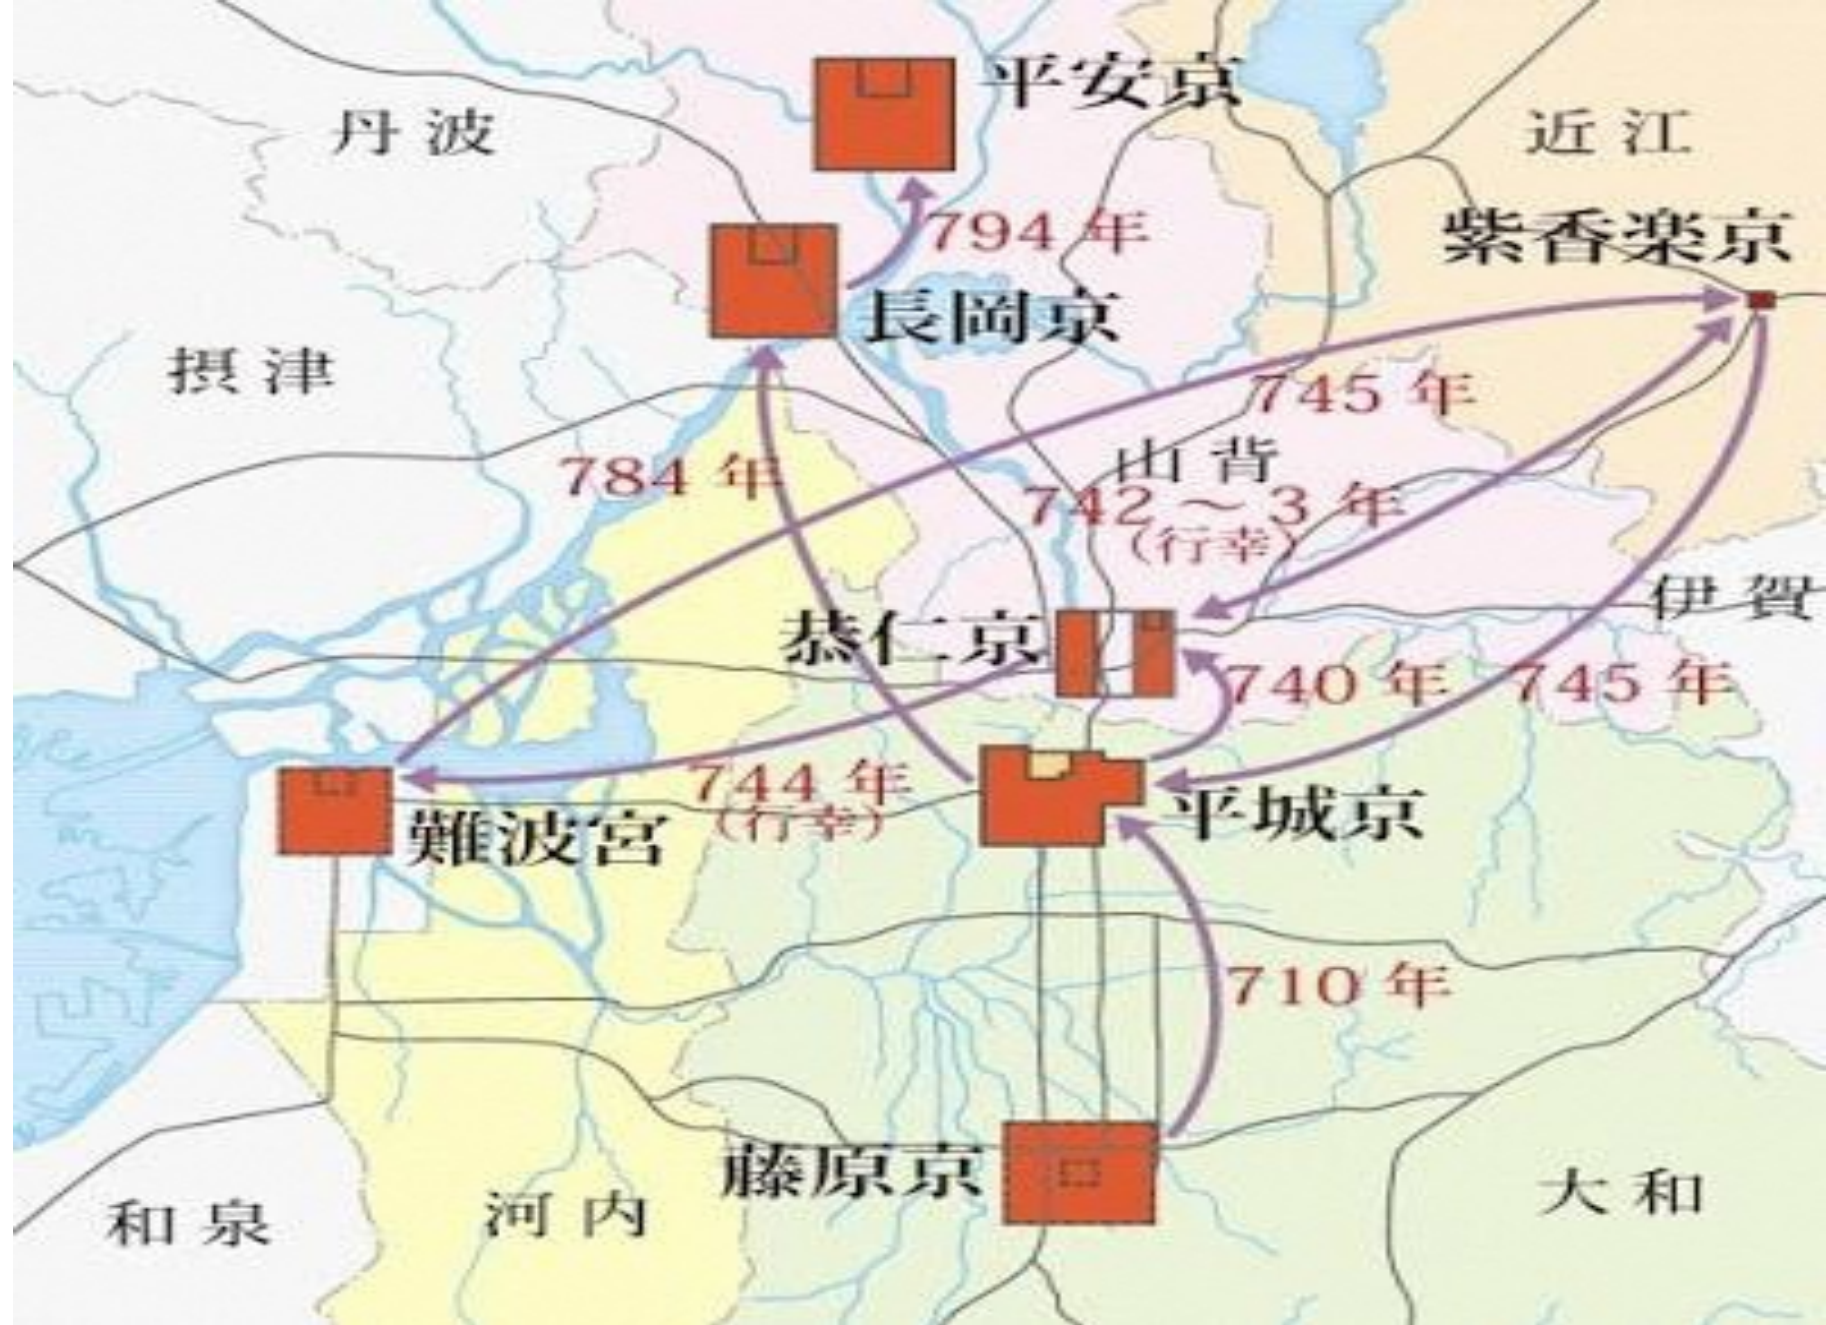 平安京
丹波
近江
794年
紫香楽京
長岡京
摂津
745年
784年
山背
742～3年
(行幸)
伊賀
恭仁京
740年
745年
744年
(行幸)
平城京
難波宮
710年
藤原京
大和
和泉
河内